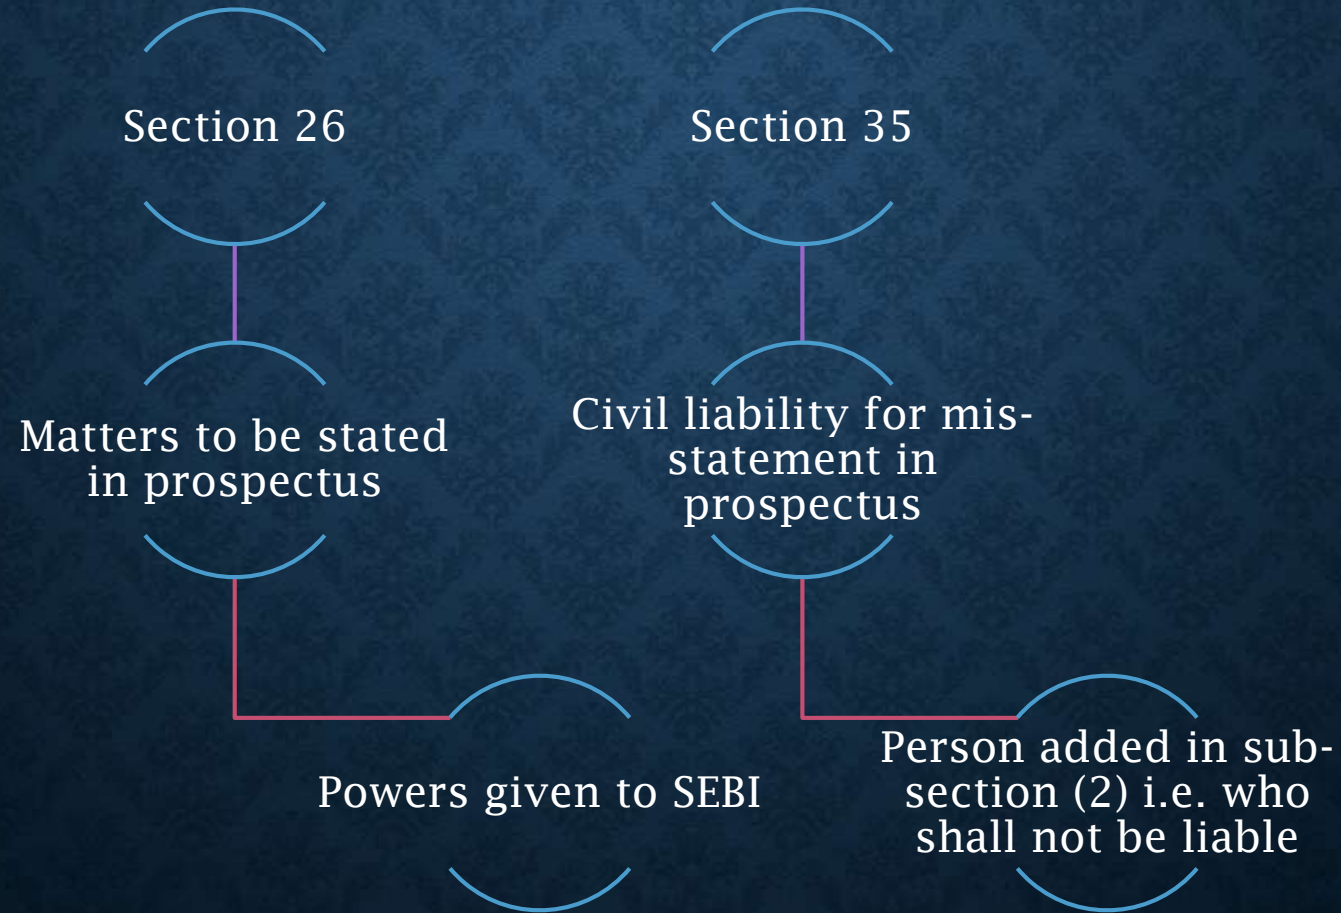 Section 26
Matters to be stated
in prospectus
Powers given to SEBI
Section 35
Civil liability for mis-
statement in
prospectus
Person added in sub-
section (2) i.e. who
shall not be liable